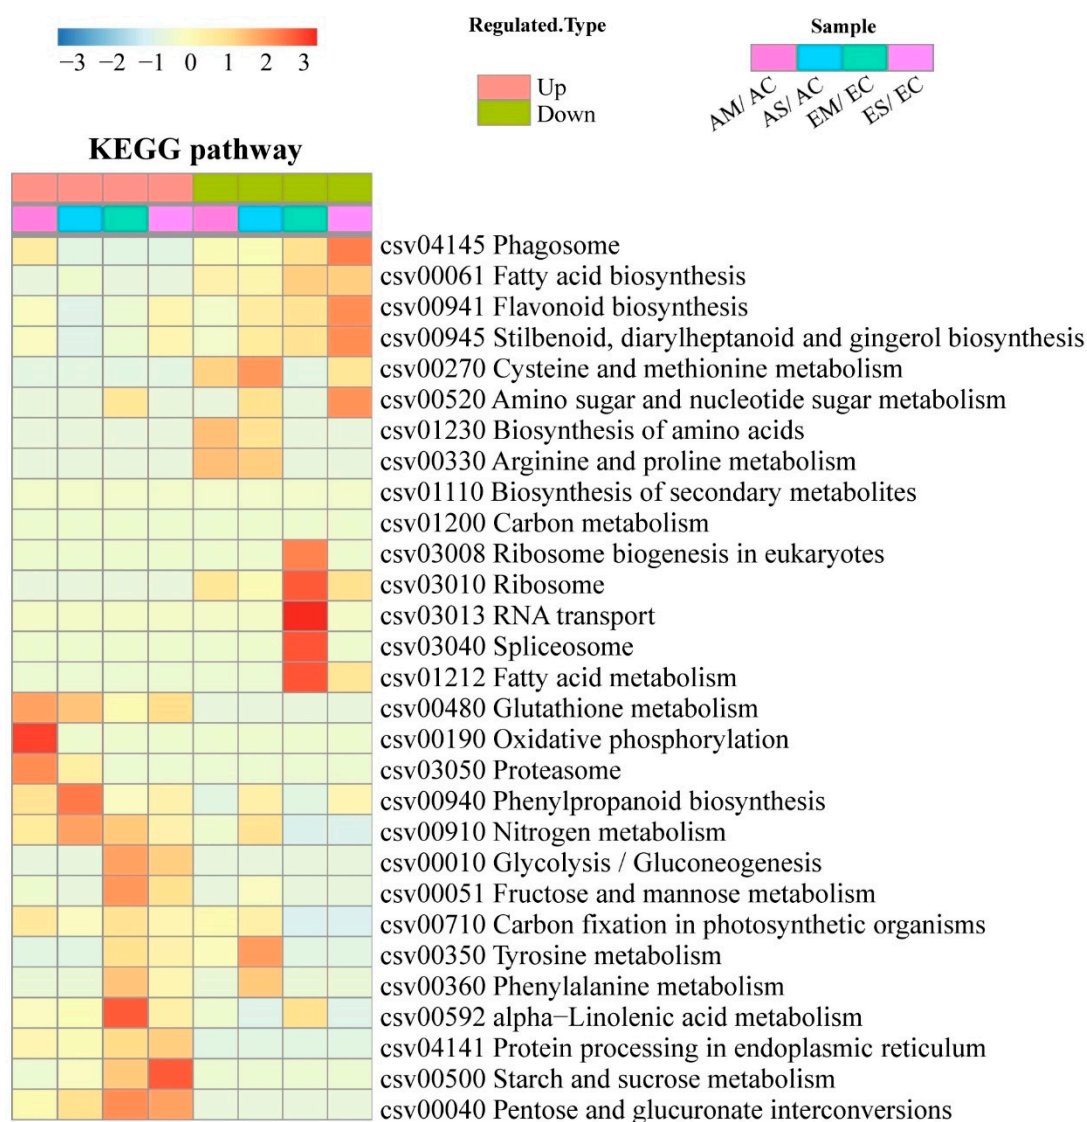 Regulated.Type
Sample
−3 −2 −1 0 1 2 3
Up
Down
AM/ AC
AS/ AC
EM/ EC
ES/ EC
KEGG pathway
csv04145 Phagosome
csv00061 Fatty acid biosynthesis
csv00941 Flavonoid biosynthesis
csv00945 Stilbenoid, diarylheptanoid and gingerol biosynthesis
csv00270 Cysteine and methionine metabolism
csv00520 Amino sugar and nucleotide sugar metabolism
csv01230 Biosynthesis of amino acids
csv00330 Arginine and proline metabolism
csv01110 Biosynthesis of secondary metabolites
csv01200 Carbon metabolism
csv03008 Ribosome biogenesis in eukaryotes
csv03010 Ribosome
csv03013 RNA transport
csv03040 Spliceosome
csv01212 Fatty acid metabolism
csv00480 Glutathione metabolism
csv00190 Oxidative phosphorylation
csv03050 Proteasome
csv00940 Phenylpropanoid biosynthesis
csv00910 Nitrogen metabolism
csv00010 Glycolysis / Gluconeogenesis
csv00051 Fructose and mannose metabolism
csv00710 Carbon fixation in photosynthetic organisms
csv00350 Tyrosine metabolism
csv00360 Phenylalanine metabolism
csv00592 alpha−Linolenic acid metabolism
csv04141 Protein processing in endoplasmic reticulum
csv00500 Starch and sucrose metabolism
csv00040 Pentose and glucuronate interconversions